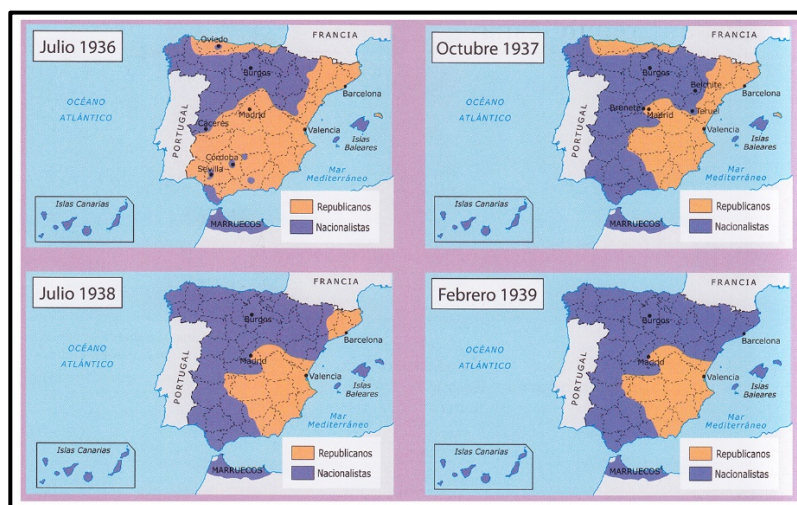 Julio 1936
Oviedo
FRANCIA
Burgos
OCÉANO
ATLÁNTICO
PORTUGAL
Barcelona
Madrid
Cáceres
Valencia
Islas
Baleares
Córdoba
Sevilla
Mar
Mediterráneo
Islas Canarias
MARRUECOS
Republicanos
Nacionalistas
Octubre 1937
FRANCIA
Burgos
Belchite
OCÉANO
ATLÁNTICO
PORTUGAL
Barcelona
Brunete
Madrid
Teruel
Valencia
Islas
Baleares
Mar
Mediterráneo
Islas Canarias
MARRUECOS
Republicanos
Nacionalistas
Julio 1938
FRANCIA
Burgos
OCÉANO
ATLÁNTICO
PORTUGAL
Barcelona
Madrid
Valencia
Islas
Baleares
Mar
Mediterráneo
Islas Canarias
MARRUECOS
Republicanos
Nacionalistas
Febrero 1939
FRANCIA
Burgos
OCÉANO
ATLÁNTICO
PORTUGAL
Barcelona
Madrid
Valencia
Islas
Baleares
Mar
Mediterráneo
Islas Canarias
MARRUECOS
Republicanos
Nacionalistas